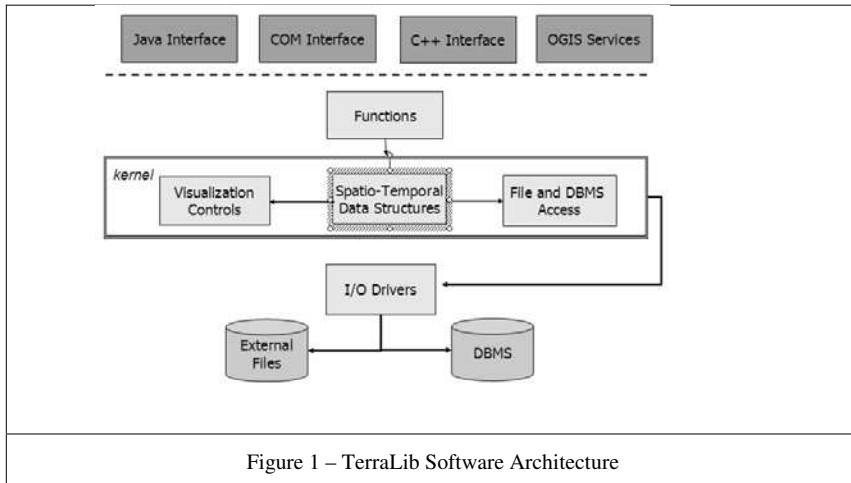 Java Interface
COM Interface
C++ Interface
OGIS Services
Functions
kernel
Visualization
Controls
Spatio-Temporal
Data Structures
File and DBMS
Access
I/O Drivers
External
Files
DBMS
Figure 1 – TerraLib Software Architecture